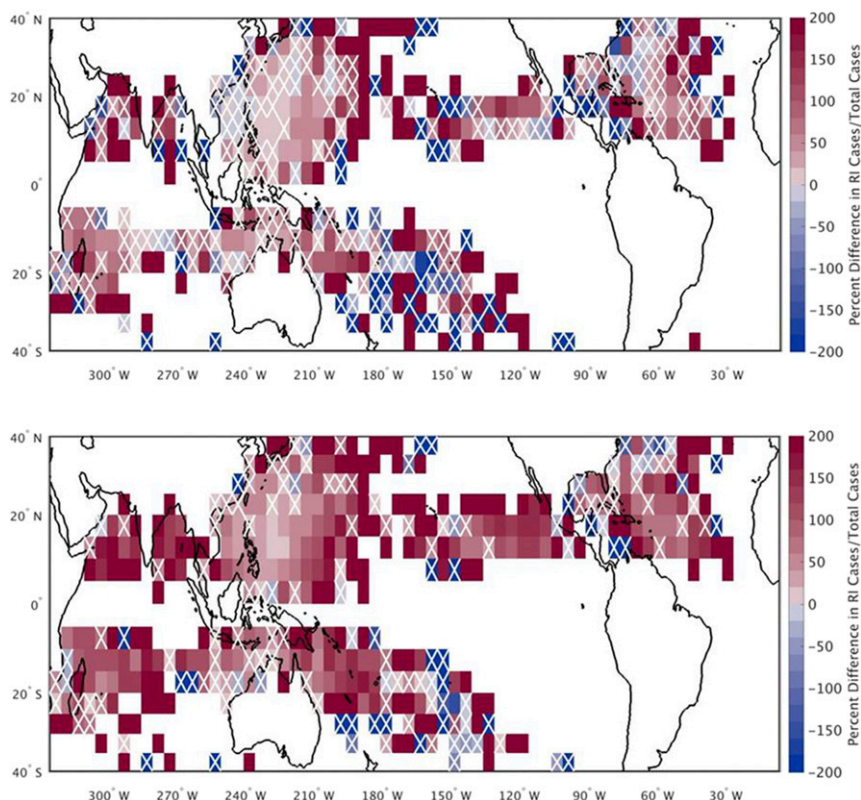 40° N
20° N
0°
20° S
40° S
300° W 270° W 240° W 210° W 180° W 150° W 120° W 90° W 60° W 30° W
200
150
100
50
0
−50
−100
−150
−200
Percent Difference in RI Cases/Total Cases
40° N
20° N
0°
20° S
40° S
300° W 270° W 240° W 210° W 180° W 150° W 120° W 90° W 60° W 30° W
200
150
100
50
0
−50
−100
−150
−200
Percent Difference in RI Cases/Total Cases